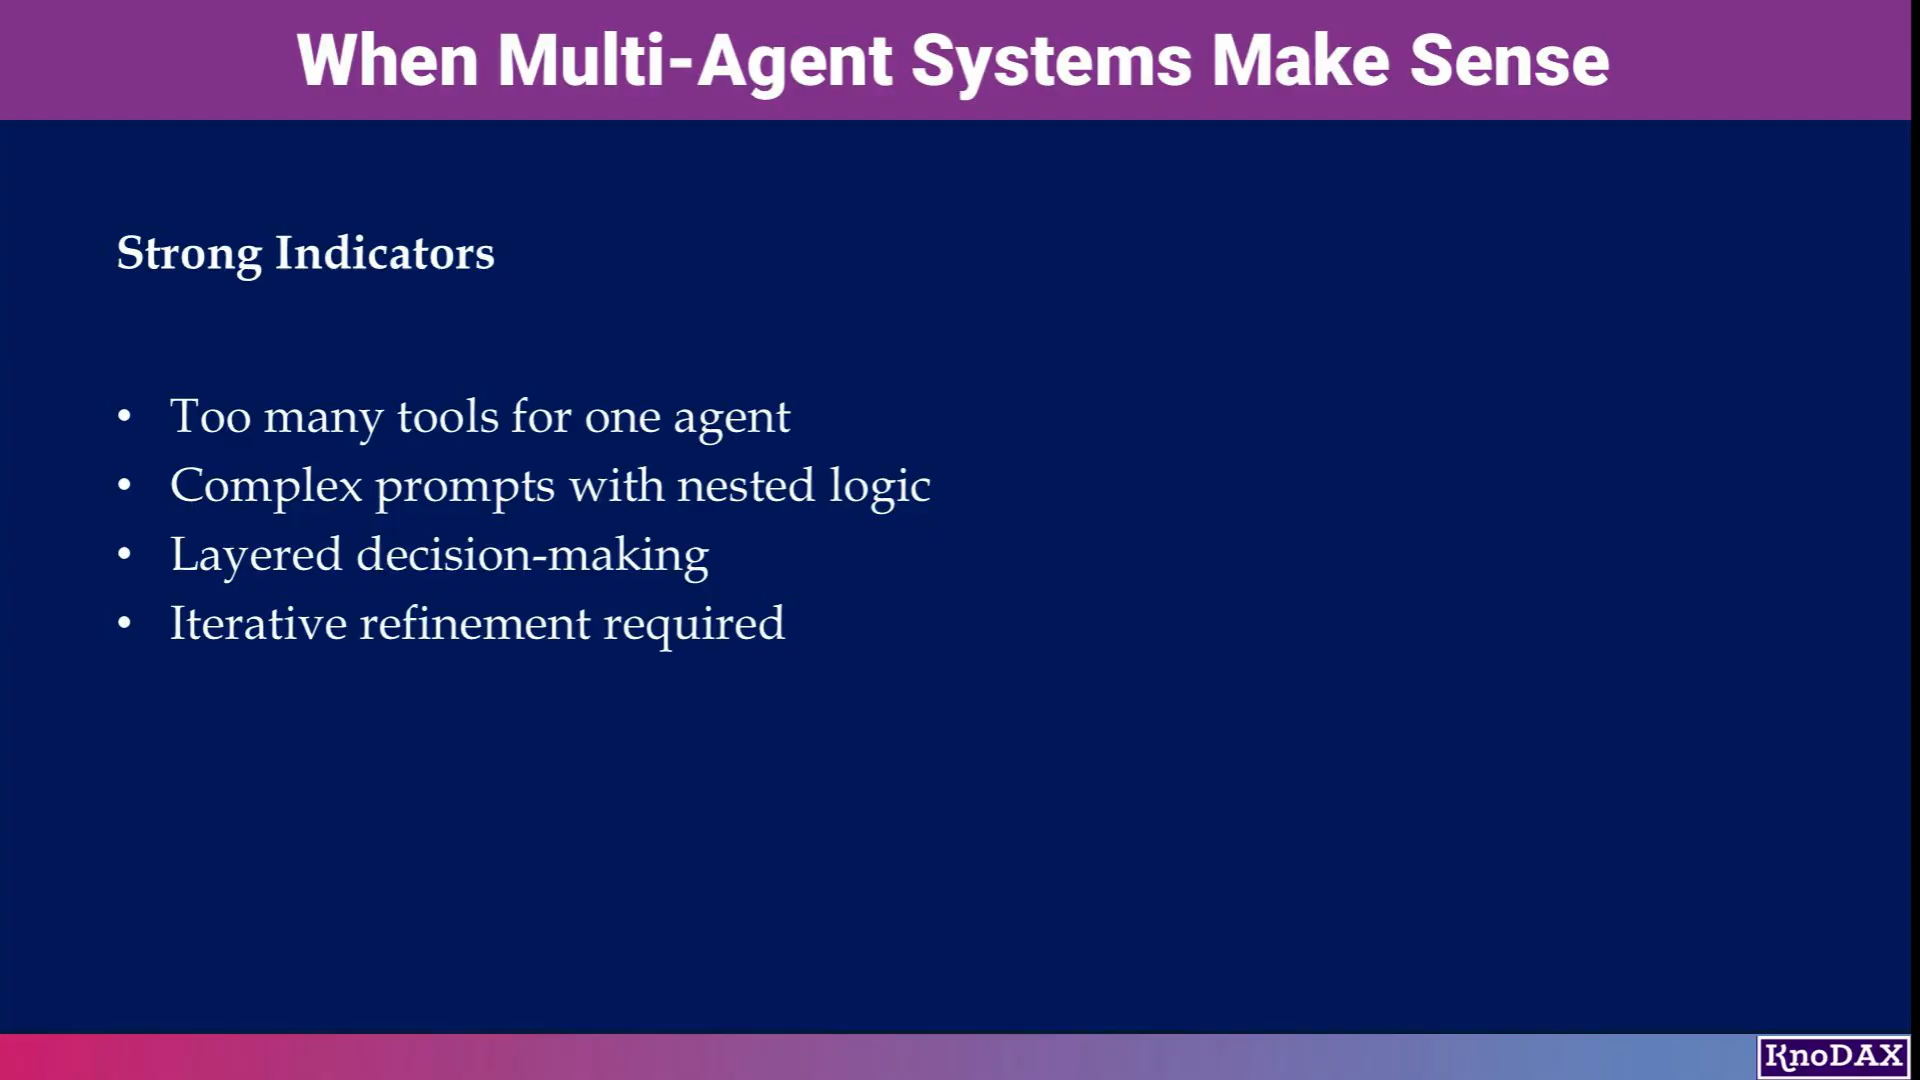 When Multi-Agent Systems Make Sense
Strong Indicators
• Too many tools for one agent
• Complex prompts with nested logic
• Layered decision-making
• Iterative refinement required
KnoDAX